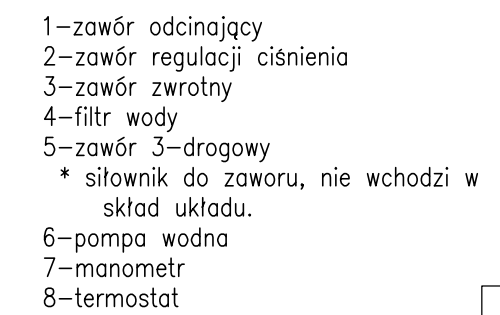 1-zawór odcinający
2-zawór regulacji ciśnienia
3-zawór zwrotny
4-filtr wody
5-zawór 3-drogowy
* siłownik do zaworu, nie wchodzi w
skład układu.
6-pompa wodna
7-manometr
8-termostat